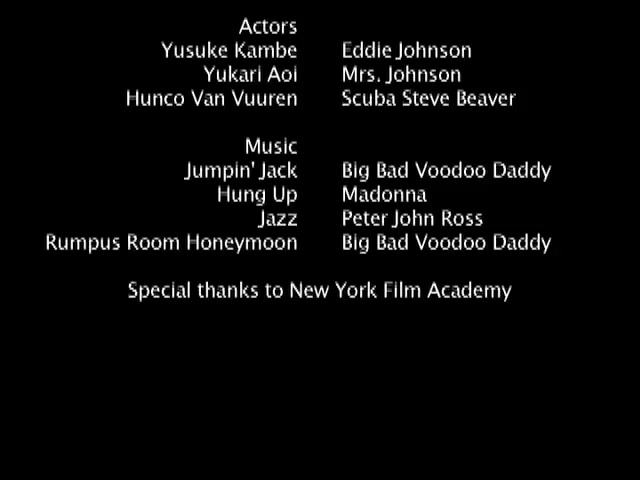 Actors
Yusuke Kambe Eddie Johnson
Yukari Aoi Mrs. Johnson
Hunco Van Vuuren Scuba Steve Beaver
Music
Jumpin' Jack Big Bad Voodoo Daddy
Hung Up Madonna
Jazz Peter John Ross
Rumpus Room Honeymoon Big Bad Voodoo Daddy
Special thanks to New York Film Academy